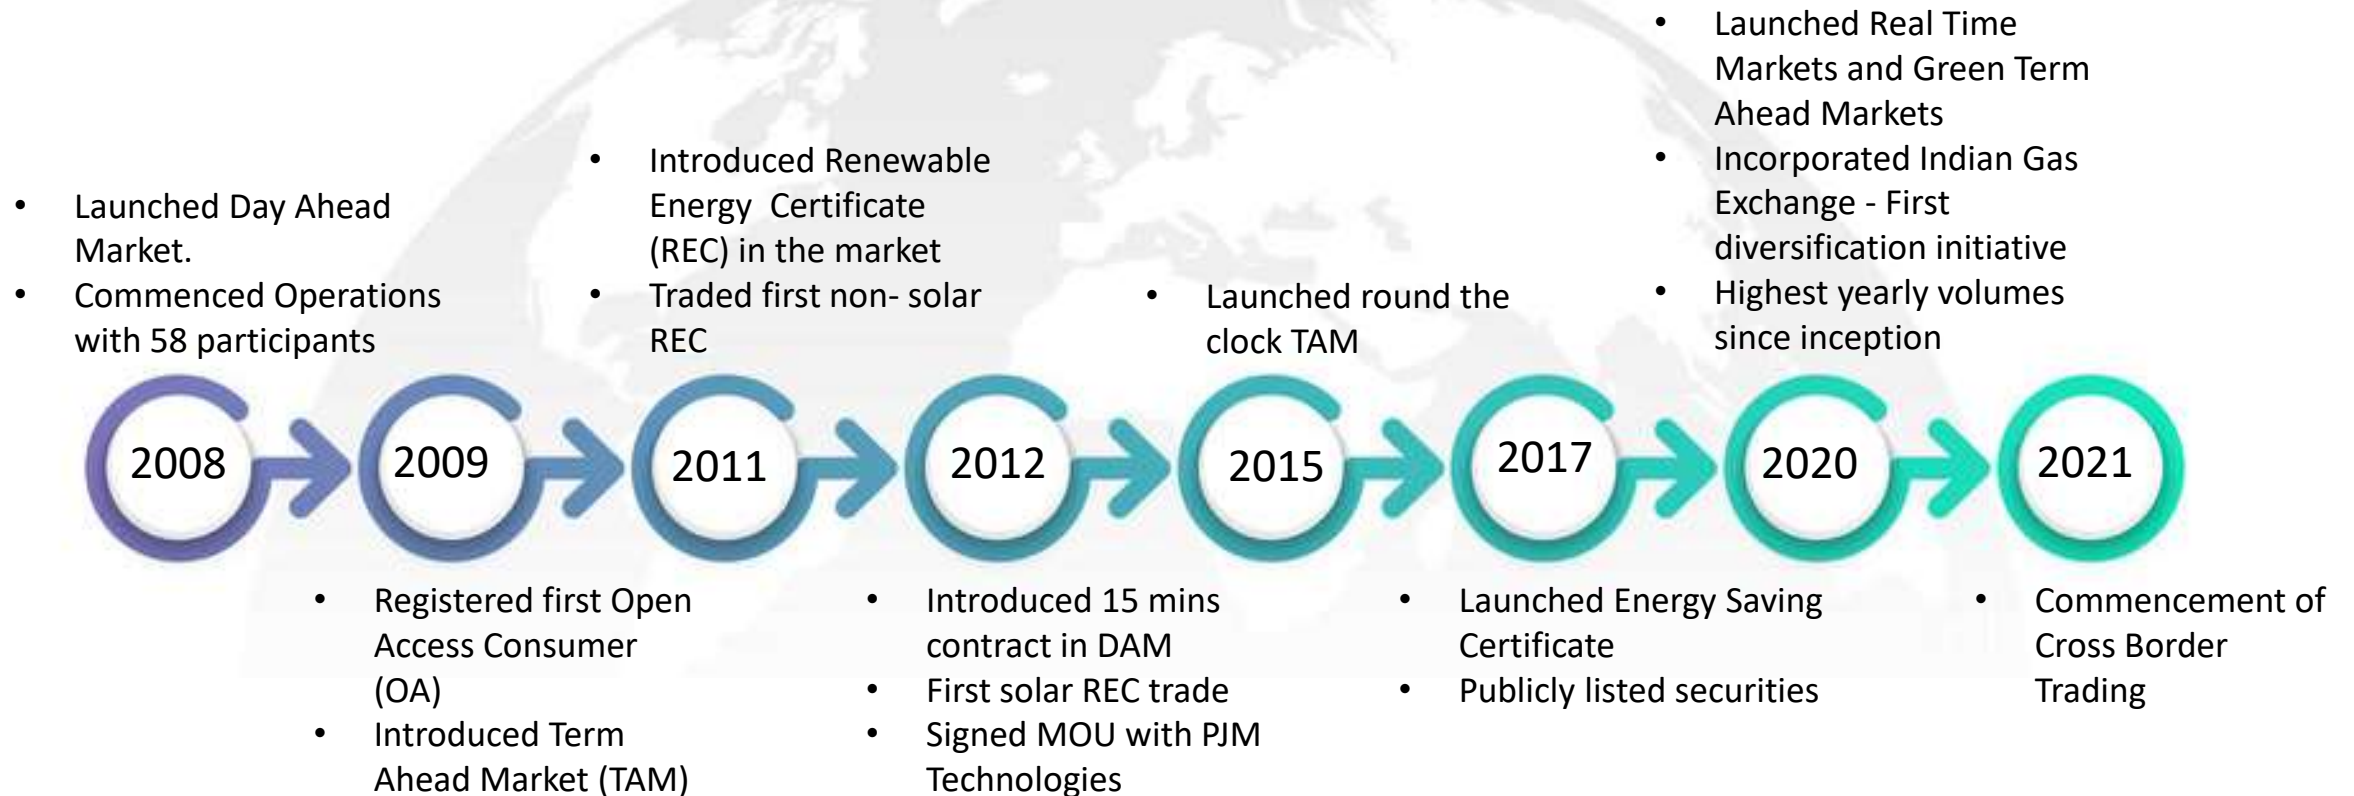 • Launched Day Ahead
Market.
• Commenced Operations
with 58 participants
2008
2009
• Registered first Open
Access Consumer
(OA)
• Introduced Term
Ahead Market (TAM)
• Introduced Renewable
Energy  Certificate
(REC) in the market
• Traded first non- solar
REC
2011
2012
• Introduced 15 mins
contract in DAM
• First solar REC trade
• Signed MOU with PJM
Technologies
• Launched round the
clock TAM
2015
2017
• Launched Energy Saving
Certificate
• Publicly listed securities
• Launched Real Time
Markets and Green Term
Ahead Markets
• Incorporated Indian Gas
Exchange - First
diversification initiative
• Highest yearly volumes
since inception
2020
2021
• Commencement of
Cross Border
Trading